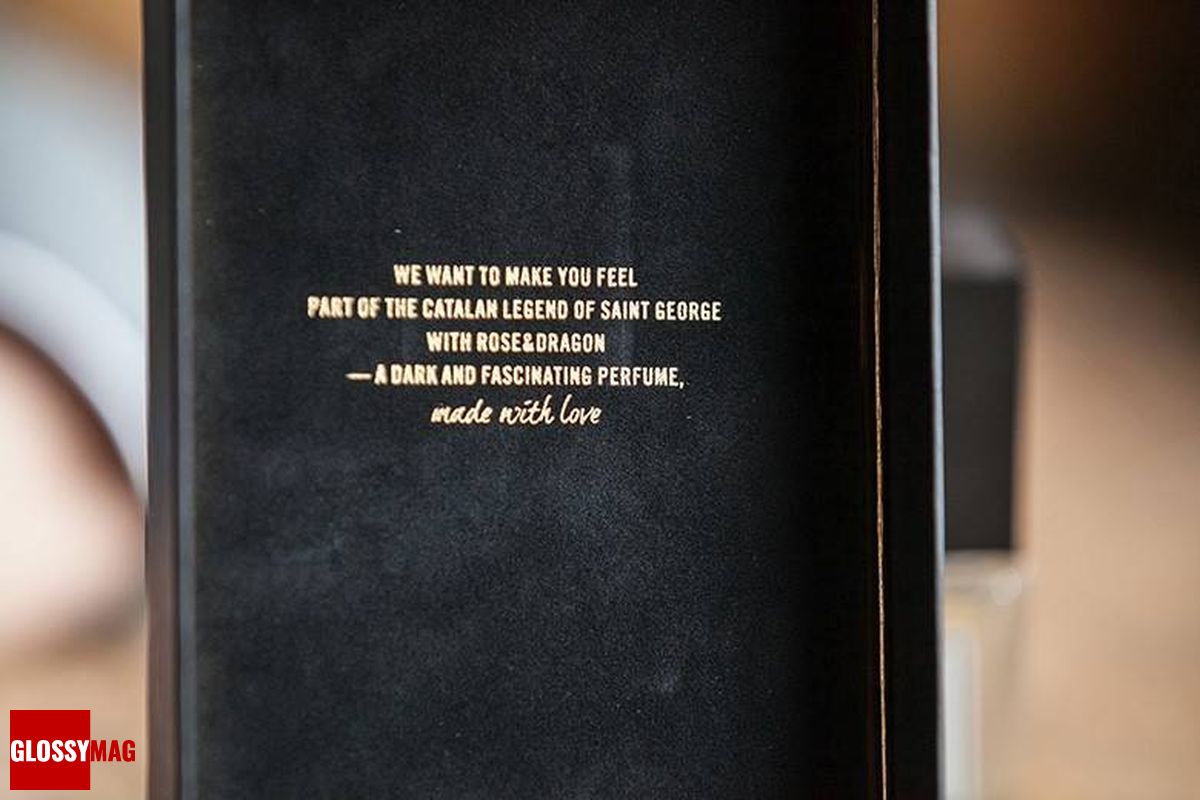 WE WANT TO MAKE YOU FEEL
PART OF THE CATALAN LEGEND OF SAINT GEORGE
WITH ROSE&DRAGON
— A DARK AND FASCINATING PERFUME,
made with love
GLOSSYMAG